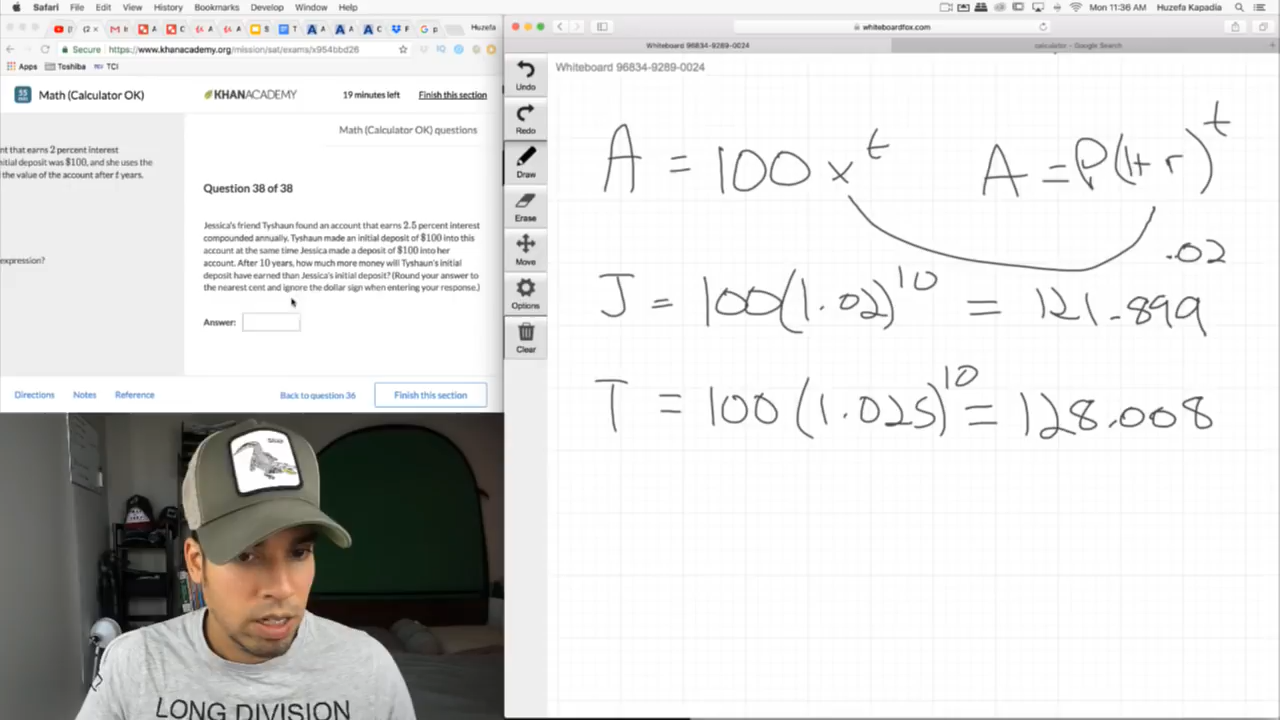 Safari File Edit View History Bookmarks Develop Window Help
Mon 11:36 AM Huzefa Kapadia
Huzefa
Secure https://www.khanacademy.org/mission/sat/exams/x954bbd26
Apps Toshiba TCI
55
Math (Calculator OK)
KHANACADEMY
19 minutes left
Finish this section
Math (Calculator OK) questions
nt that earns 2 percent interest
nitial deposit was $100, and she uses the
the value of the account after t years.
expression?
Question 38 of 38
Jessica's friend Tyshaun found an account that earns 2.5 percent interest
compounded annually. Tyshaun made an initial deposit of $100 into this
account at the same time Jessica made a deposit of $100 into her
account. After 10 years, how much more money will Tyshaun's initial
deposit have earned than Jessica's initial deposit? (Round your answer to
the nearest cent and ignore the dollar sign when entering your response.)
Answer:
Directions Notes Reference
Back to question 36
Finish this section
LONG DIVISION
whiteboardfox.com
Whiteboard 96834-9289-0024
calculator - Google Search
Whiteboard 96834-9289-0024
Undo
Redo
Draw
Erase
Move
Options
Clear
A = 100x^t
A = P(1+r)^t
.02
J = 100(1.02)^10 = 121.899
T = 100(1.025)^10 = 128.008